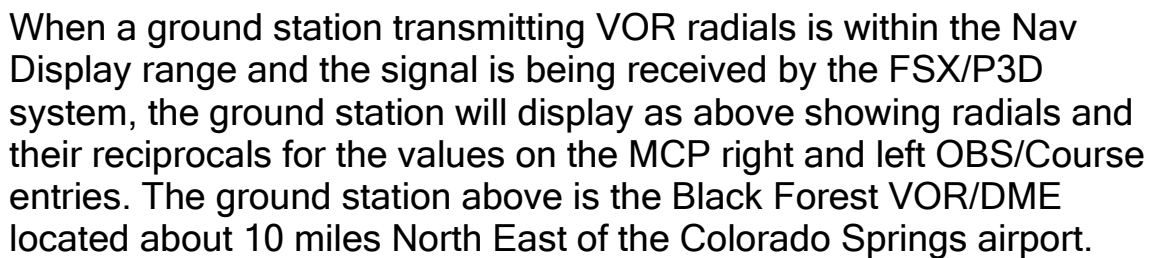 When a ground station transmitting VOR radials is within the Nav
Display range and the signal is being received by the FSX/P3D
system, the ground station will display as above showing radials and
their reciprocals for the values on the MCP right and left OBS/Course
entries. The ground station above is the Black Forest VOR/DME
located about 10 miles North East of the Colorado Springs airport.